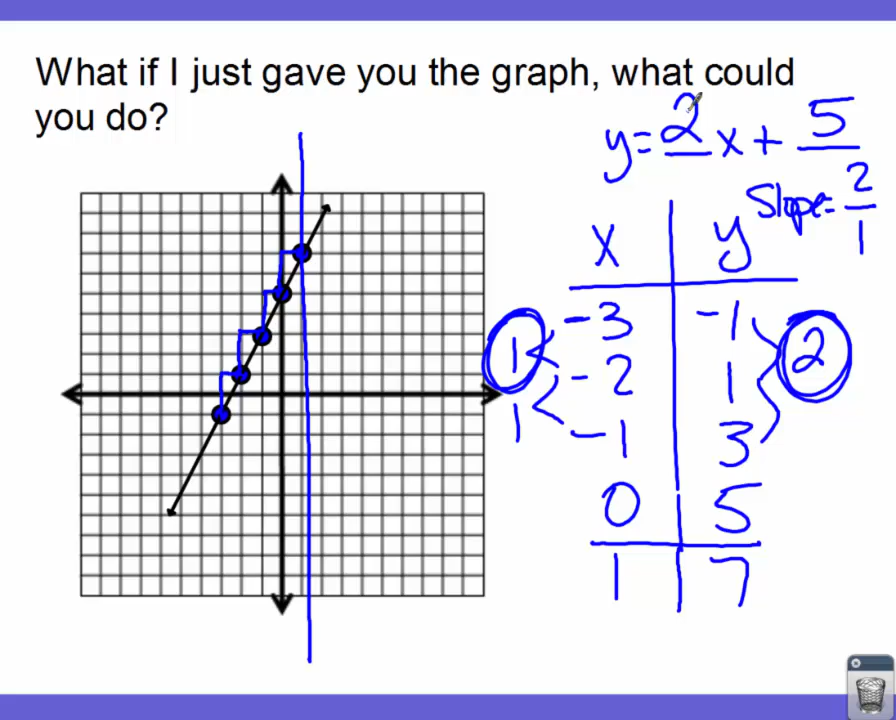 What if I just gave you the graph, what could
you do?
y = 2x + 5
Slope = 2/1
x y
-3 -1
1 2
-2 1
1
-1 3
0 5
1 7